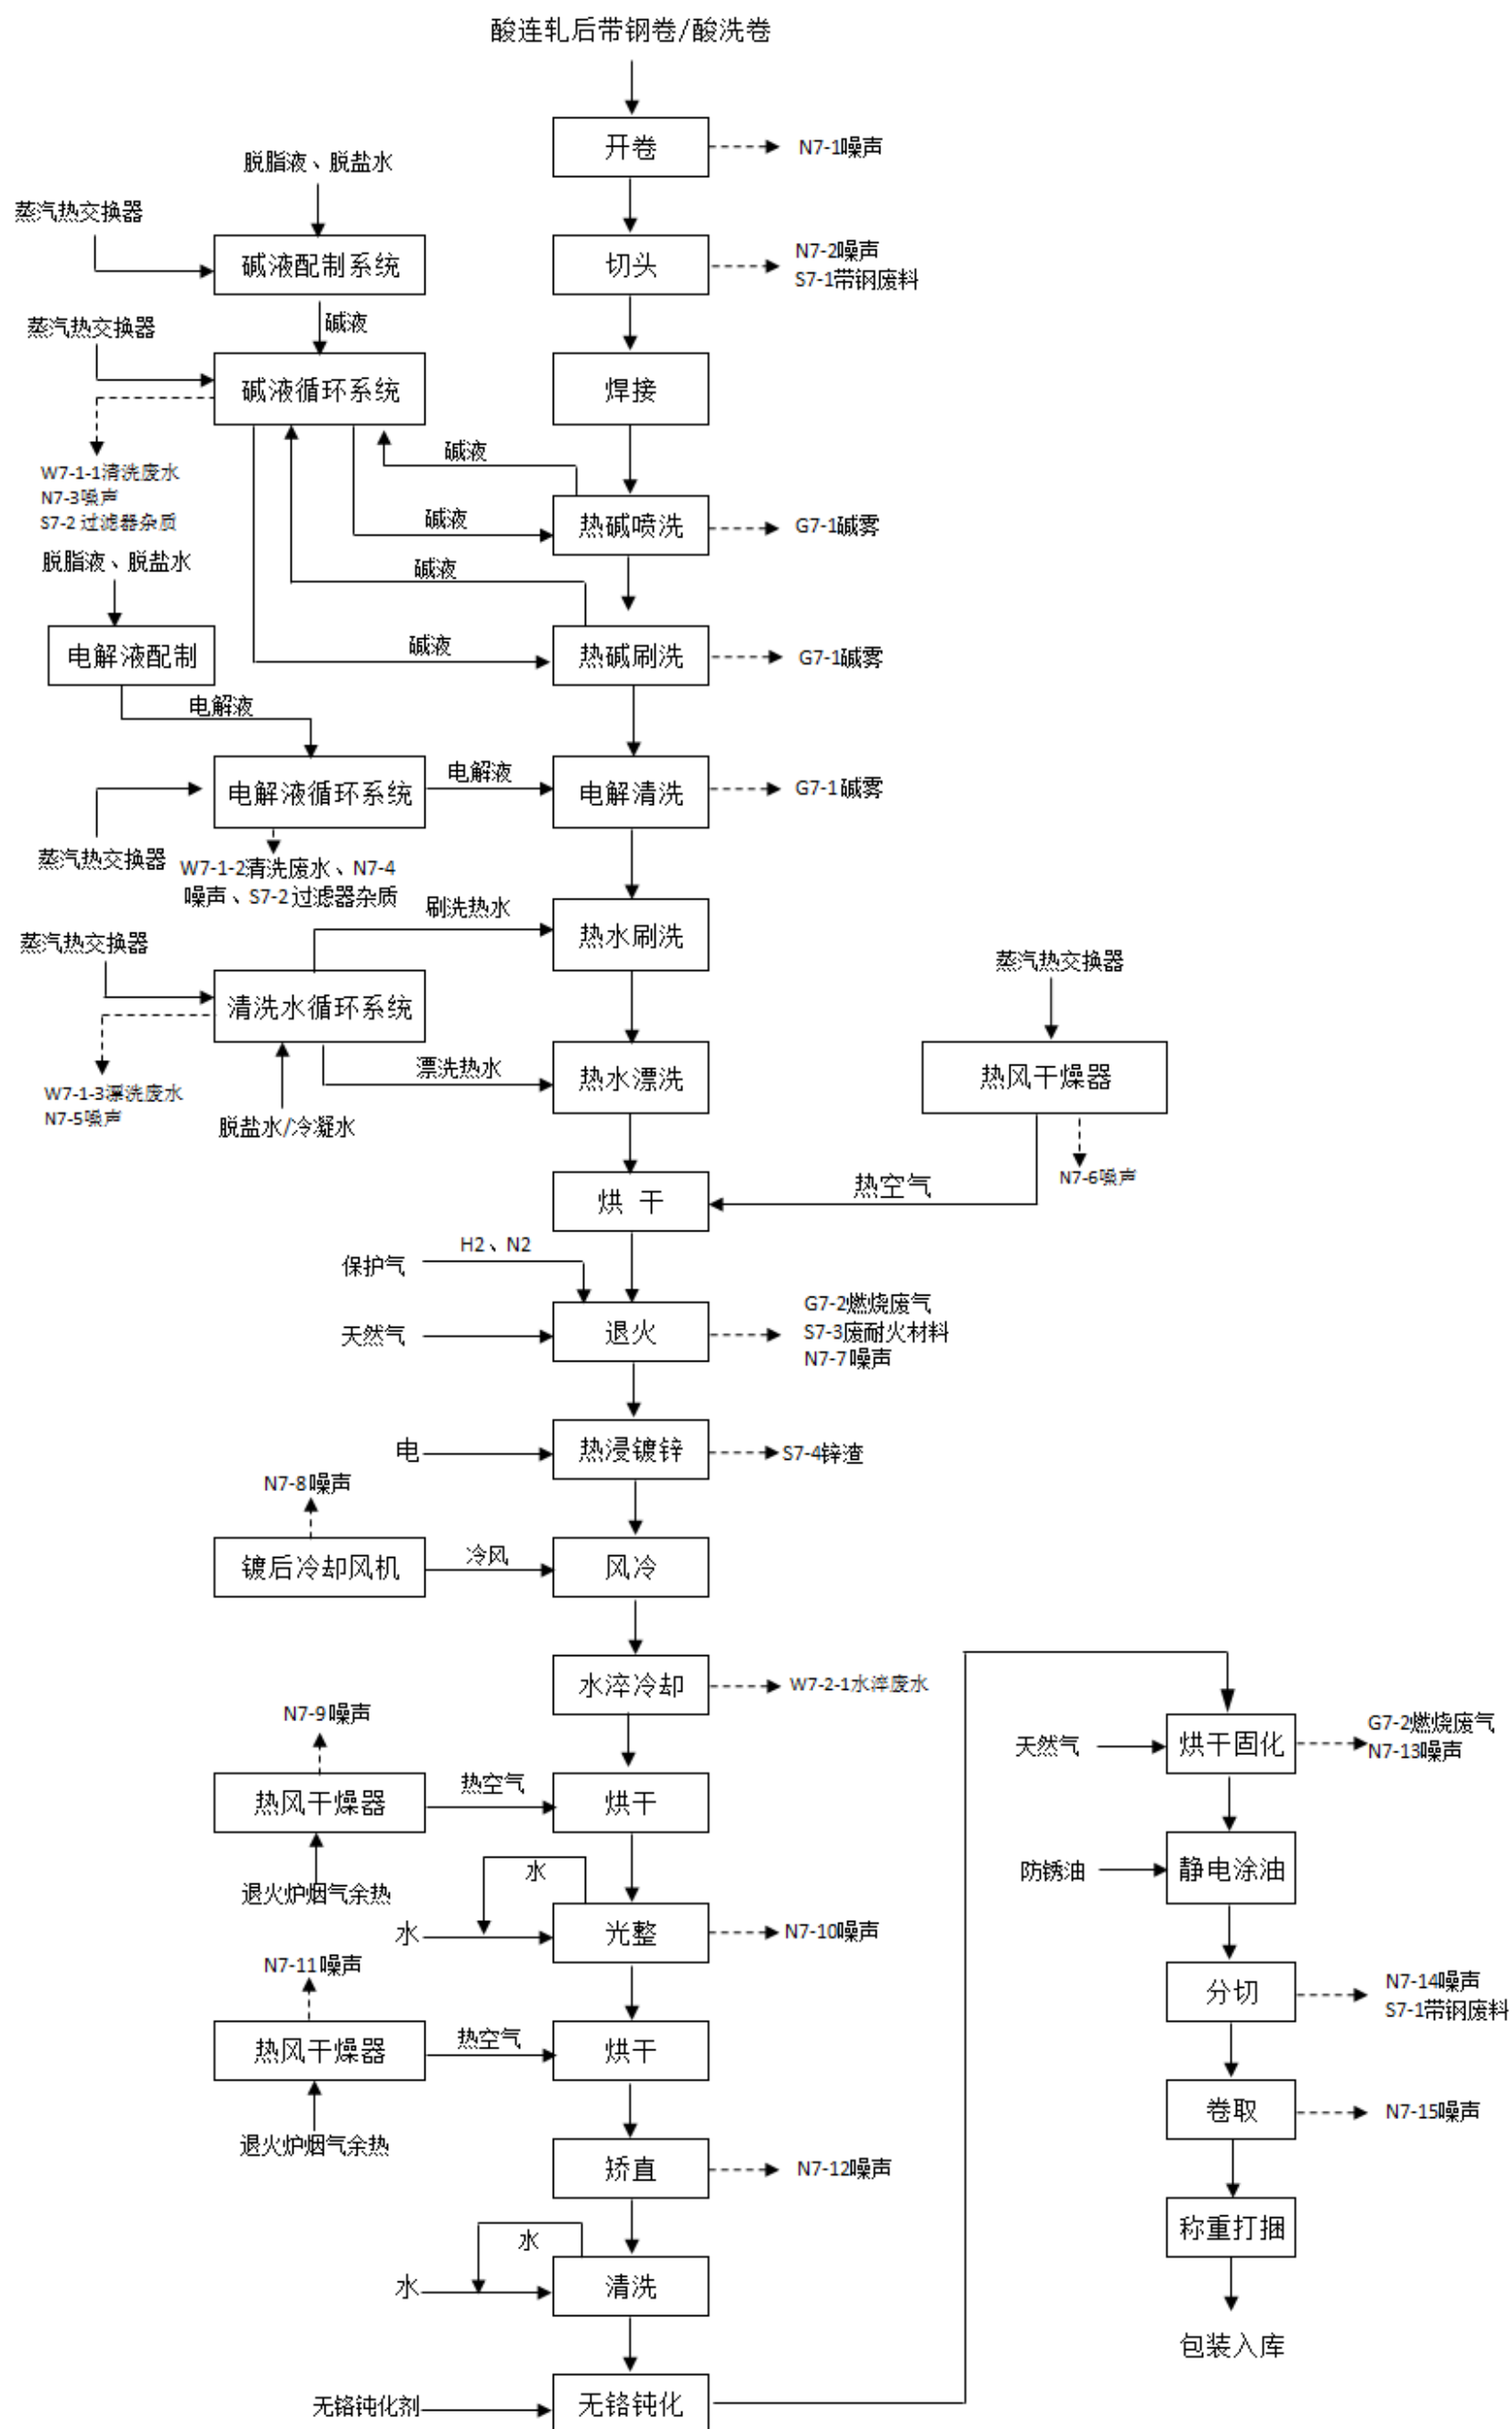 酸连轧后带钢卷/酸洗卷
开卷
N7-1噪声
脱脂液、脱盐水
蒸汽热交换器
碱液配制系统
切头
N7-2噪声
S7-1带钢废料
碱液
蒸汽热交换器
碱液循环系统
焊接
碱液
W7-1-1清洗废水
N7-3噪声
S7-2 过滤器杂质
碱液
热碱喷洗
G7-1碱雾
脱脂液、脱盐水
碱液
电解液配制
碱液
热碱刷洗
G7-1碱雾
电解液
电解液循环系统
电解液
电解清洗
G7-1碱雾
蒸汽热交换器
W7-1-2清洗废水、N7-4
噪声、S7-2过滤器杂质
刷洗热水
热水刷洗
蒸汽热交换器
清洗水循环系统
蒸汽热交换器
漂洗热水
热水漂洗
热风干燥器
W7-1-3漂洗废水
N7-5噪声
脱盐水/冷凝水
N7-6噪声
热空气
烘 干
保护气
H2、N2
天然气
退火
G7-2燃烧废气
S7-3废耐火材料
N7-7噪声
电
热浸镀锌
S7-4锌渣
N7-8噪声
镀后冷却风机
冷风
风冷
水淬冷却
W7-2-1水淬废水
N7-9噪声
热风干燥器
热空气
烘干
退火炉烟气余热
水
水
光整
N7-10噪声
N7-11噪声
热风干燥器
热空气
烘干
退火炉烟气余热
矫直
N7-12噪声
水
水
清洗
无铬钝化剂
无铬钝化
天然气
烘干固化
G7-2燃烧废气
N7-13噪声
防锈油
静电涂油
分切
N7-14噪声
S7-1带钢废料
卷取
N7-15噪声
称重打捆
包装入库